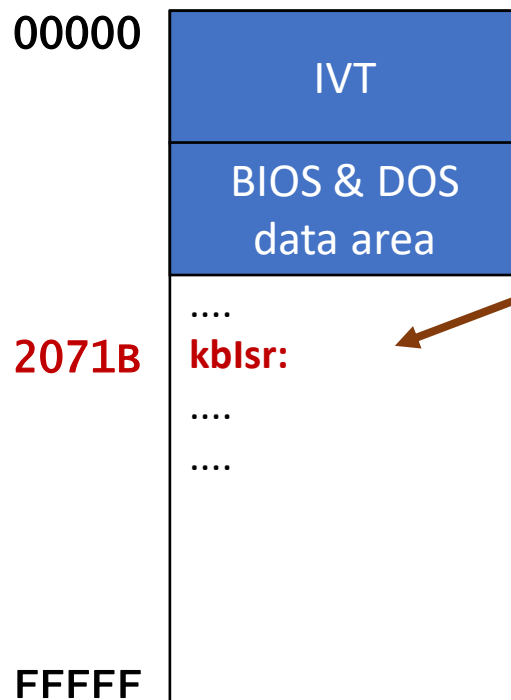 00000
IVT
BIOS & DOS
data area
....
2071B kbIsr:
....
....
FFFFF